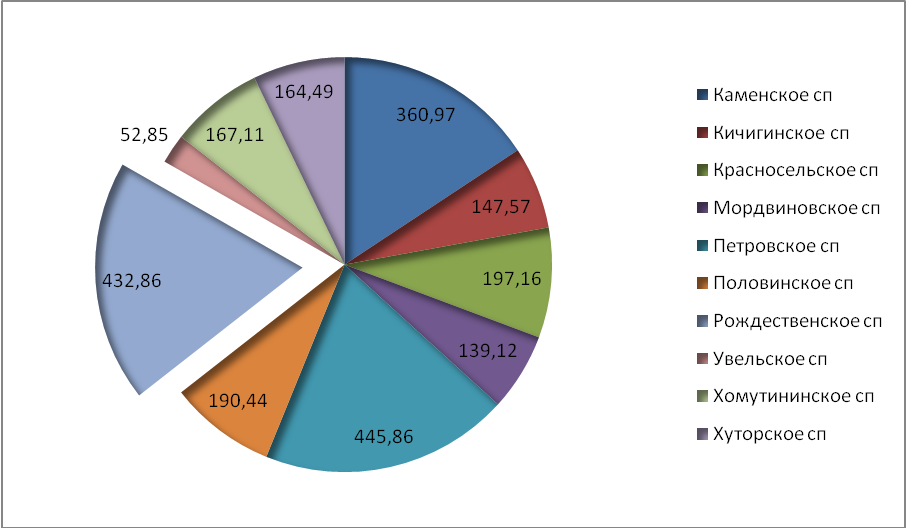 164,49
360,97
52,85
167,11
147,57
432,86
197,16
139,12
190,44
445,86
Каменское сп
Кичигинское сп
Красносельское сп
Мордвиновское сп
Петровское сп
Половинское сп
Рождественское сп
Увельское сп
Хомутининское сп
Хуторское сп